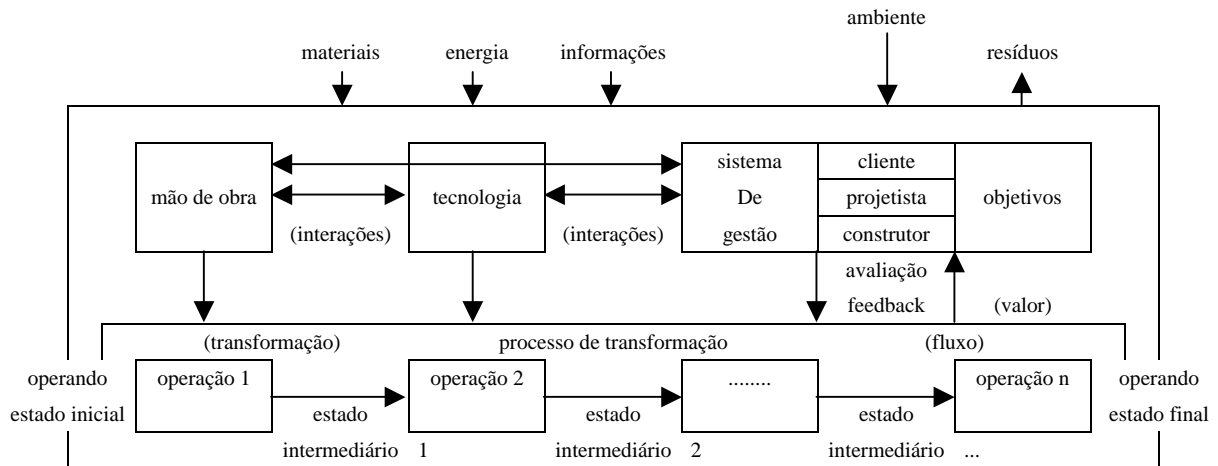 ambiente
materiais energia informações resíduos
sistema cliente
mão de obra tecnologia De projetista objetivos
(interações) (interações) gestão construtor
avaliação
feedback (valor)
(transformação) processo de transformação (fluxo)
operando operação 1 operação 2 ........ operação n operando
estado inicial estado estado estado estado final
intermediário 1 intermediário 2 intermediário ...